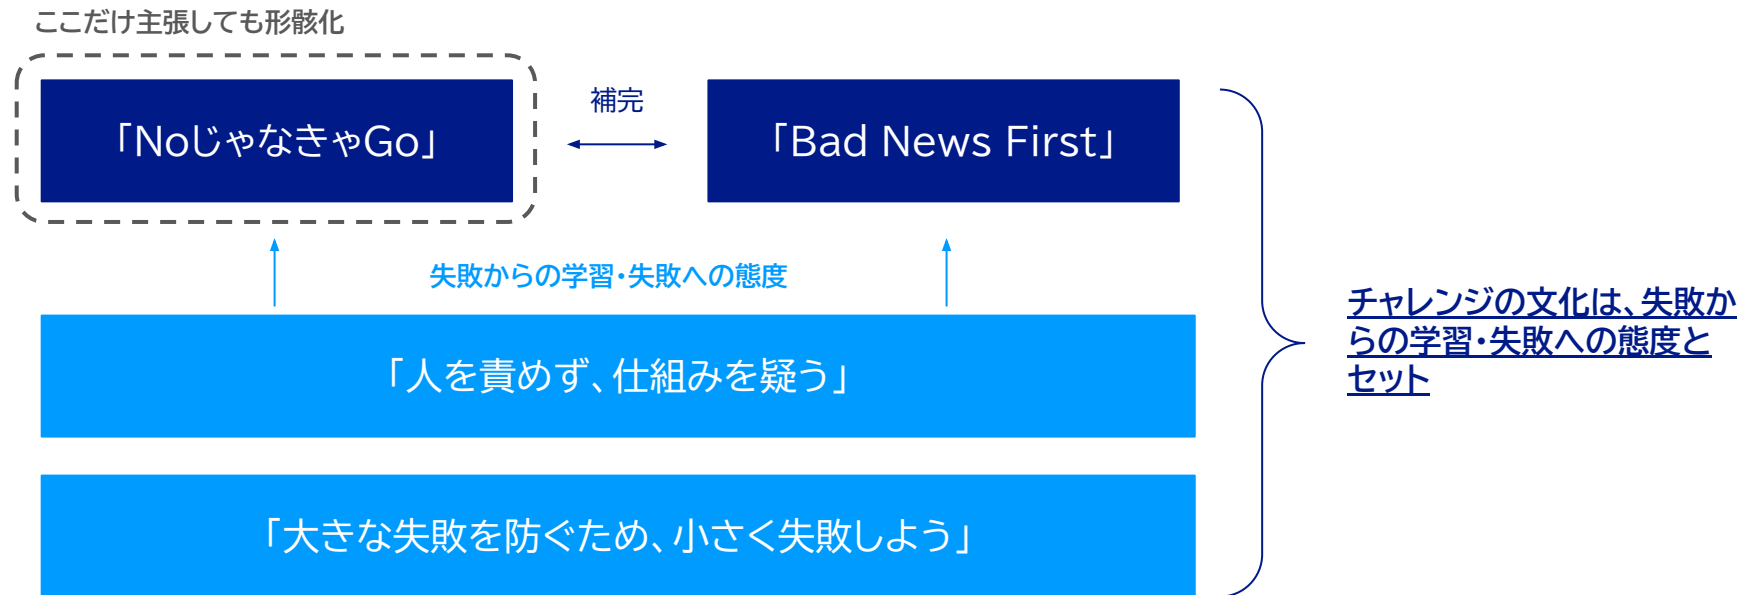 ここだけ主張しても形骸化
「NoじゃなきゃGo」
補完
「Bad News First」
失敗からの学習・失敗への態度
「人を責めず、仕組みを疑う」
「大きな失敗を防ぐため、小さく失敗しよう」
チャレンジの文化は、失敗か
らの学習・失敗への態度と
セット